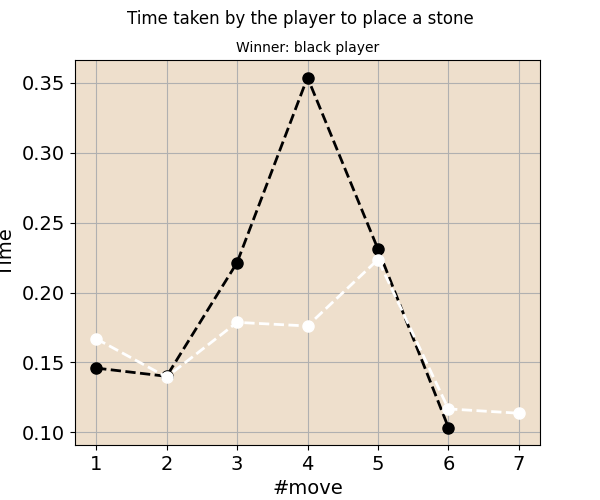 Time taken by the player to place a stone
Winner: black player
0.35
0.30
0.25
0.20
0.15
0.10
Time
1 2 3 4 5 6 7
#move